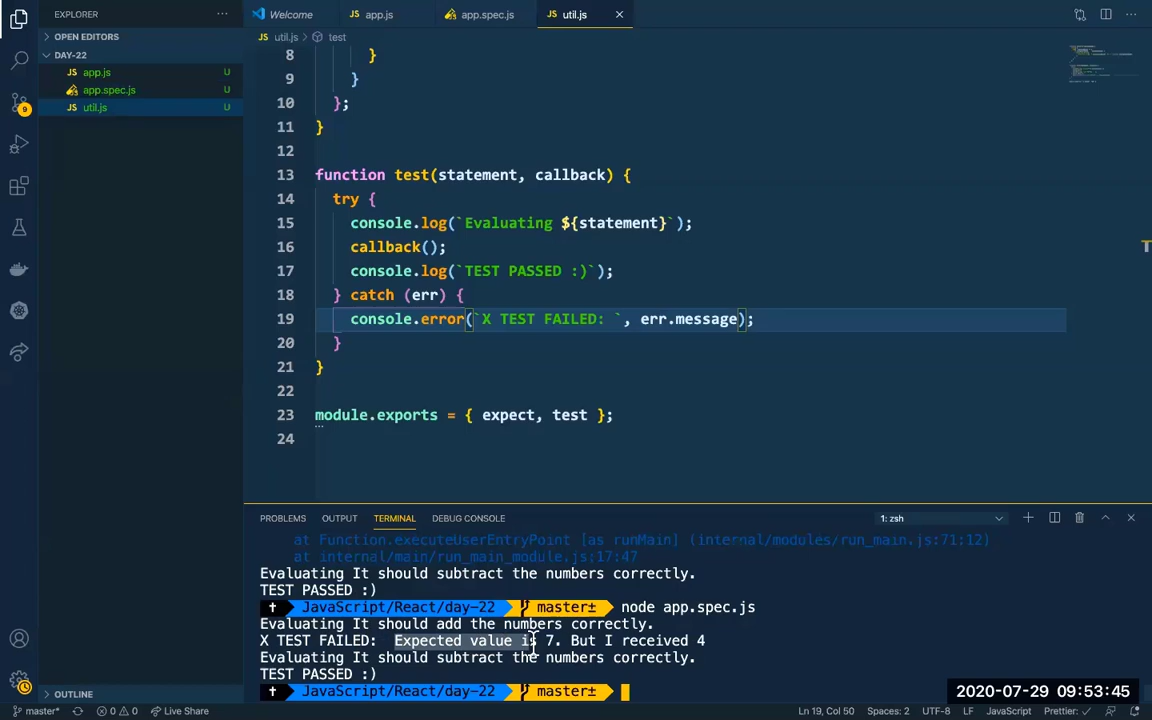 EXPLORER ...
Welcome JS app.js app.spec.js JS util.js
OPEN EDITORS
DAY-22
JS app.js U
app.spec.js U
JS util.js U
JS util.js > test
8 }
9 }
10 };
11 }
12
13 function test(statement, callback) {
14 try {
15 console.log(`Evaluating ${statement}`);
16 callback();
17 console.log(`TEST PASSED :)`);
18 } catch (err) {
19 console.error(`X TEST FAILED: `, err.message);
20 }
21 }
22
23 module.exports = { expect, test };
24
PROBLEMS OUTPUT TERMINAL DEBUG CONSOLE 1: zsh
at Function.executeUserEntryPoint [as runMain] (internal/modules/run_main.js:71:12)
at internal/main/run_main_module.js:17:47
Evaluating It should subtract the numbers correctly.
TEST PASSED :)
JavaScript/React/day-22 master± node app.spec.js
Evaluating It should add the numbers correctly.
X TEST FAILED: Expected value is 7. But I received 4
Evaluating It should subtract the numbers correctly.
TEST PASSED :)
JavaScript/React/day-22 master±
OUTLINE
2020-07-29 09:53:45
master* 0 0 Live Share Ln 19, Col 50 Spaces: 2 UTF-8 LF JavaScript Prettier: ✓
9